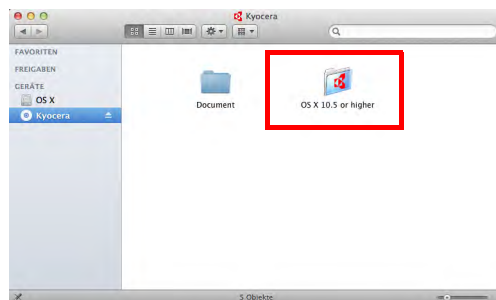 Kyocera
FAVORITEN
FREIGABEN
GERÄTE
OS X
Kyocera
Document
OS X 10.5 or higher
5 Objekte